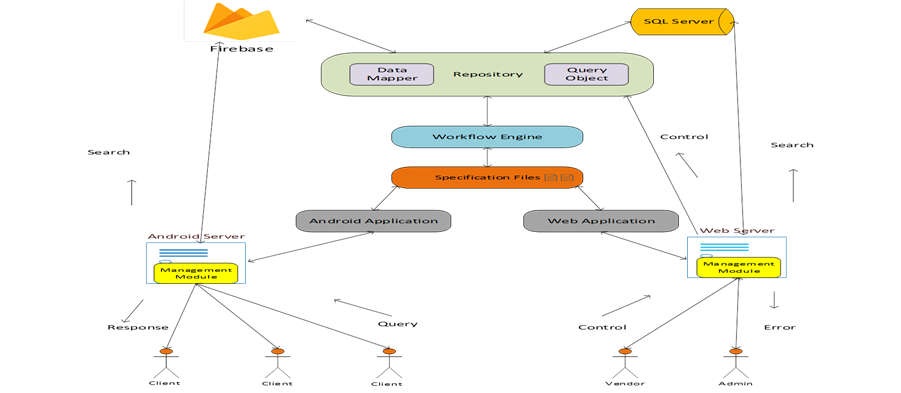 SQL Server
Firebase
Data
Mapper
Repository
Query
Object
Workflow Engine
Control
Search
Search
Specification Files
Android Application
Web Application
Android Server
Web Server
Management
Module
Management
Module
Response
Query
Control
Error
Client
Client
Client
Vendor
Admin